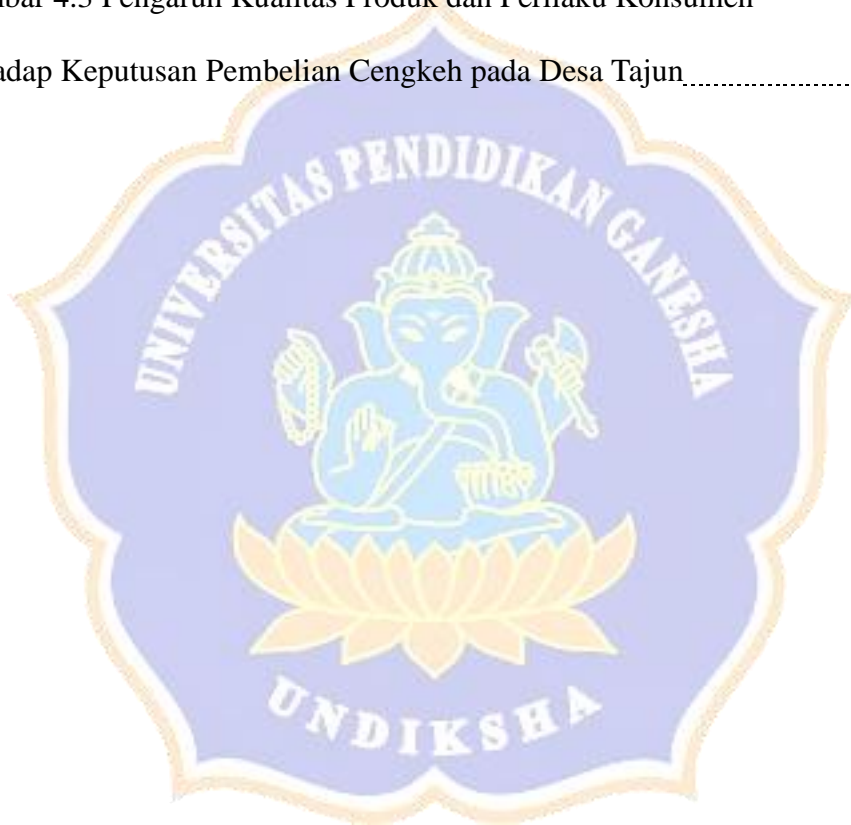 bar 4.3 Pengaruh Kualitas Produk dan Perilaku Konsumen
adap Keputusan Pembelian Cengkeh pada Desa Tajun
UNIVERSITAS PENDIDIKAN GANESHA
UNDIKSHA